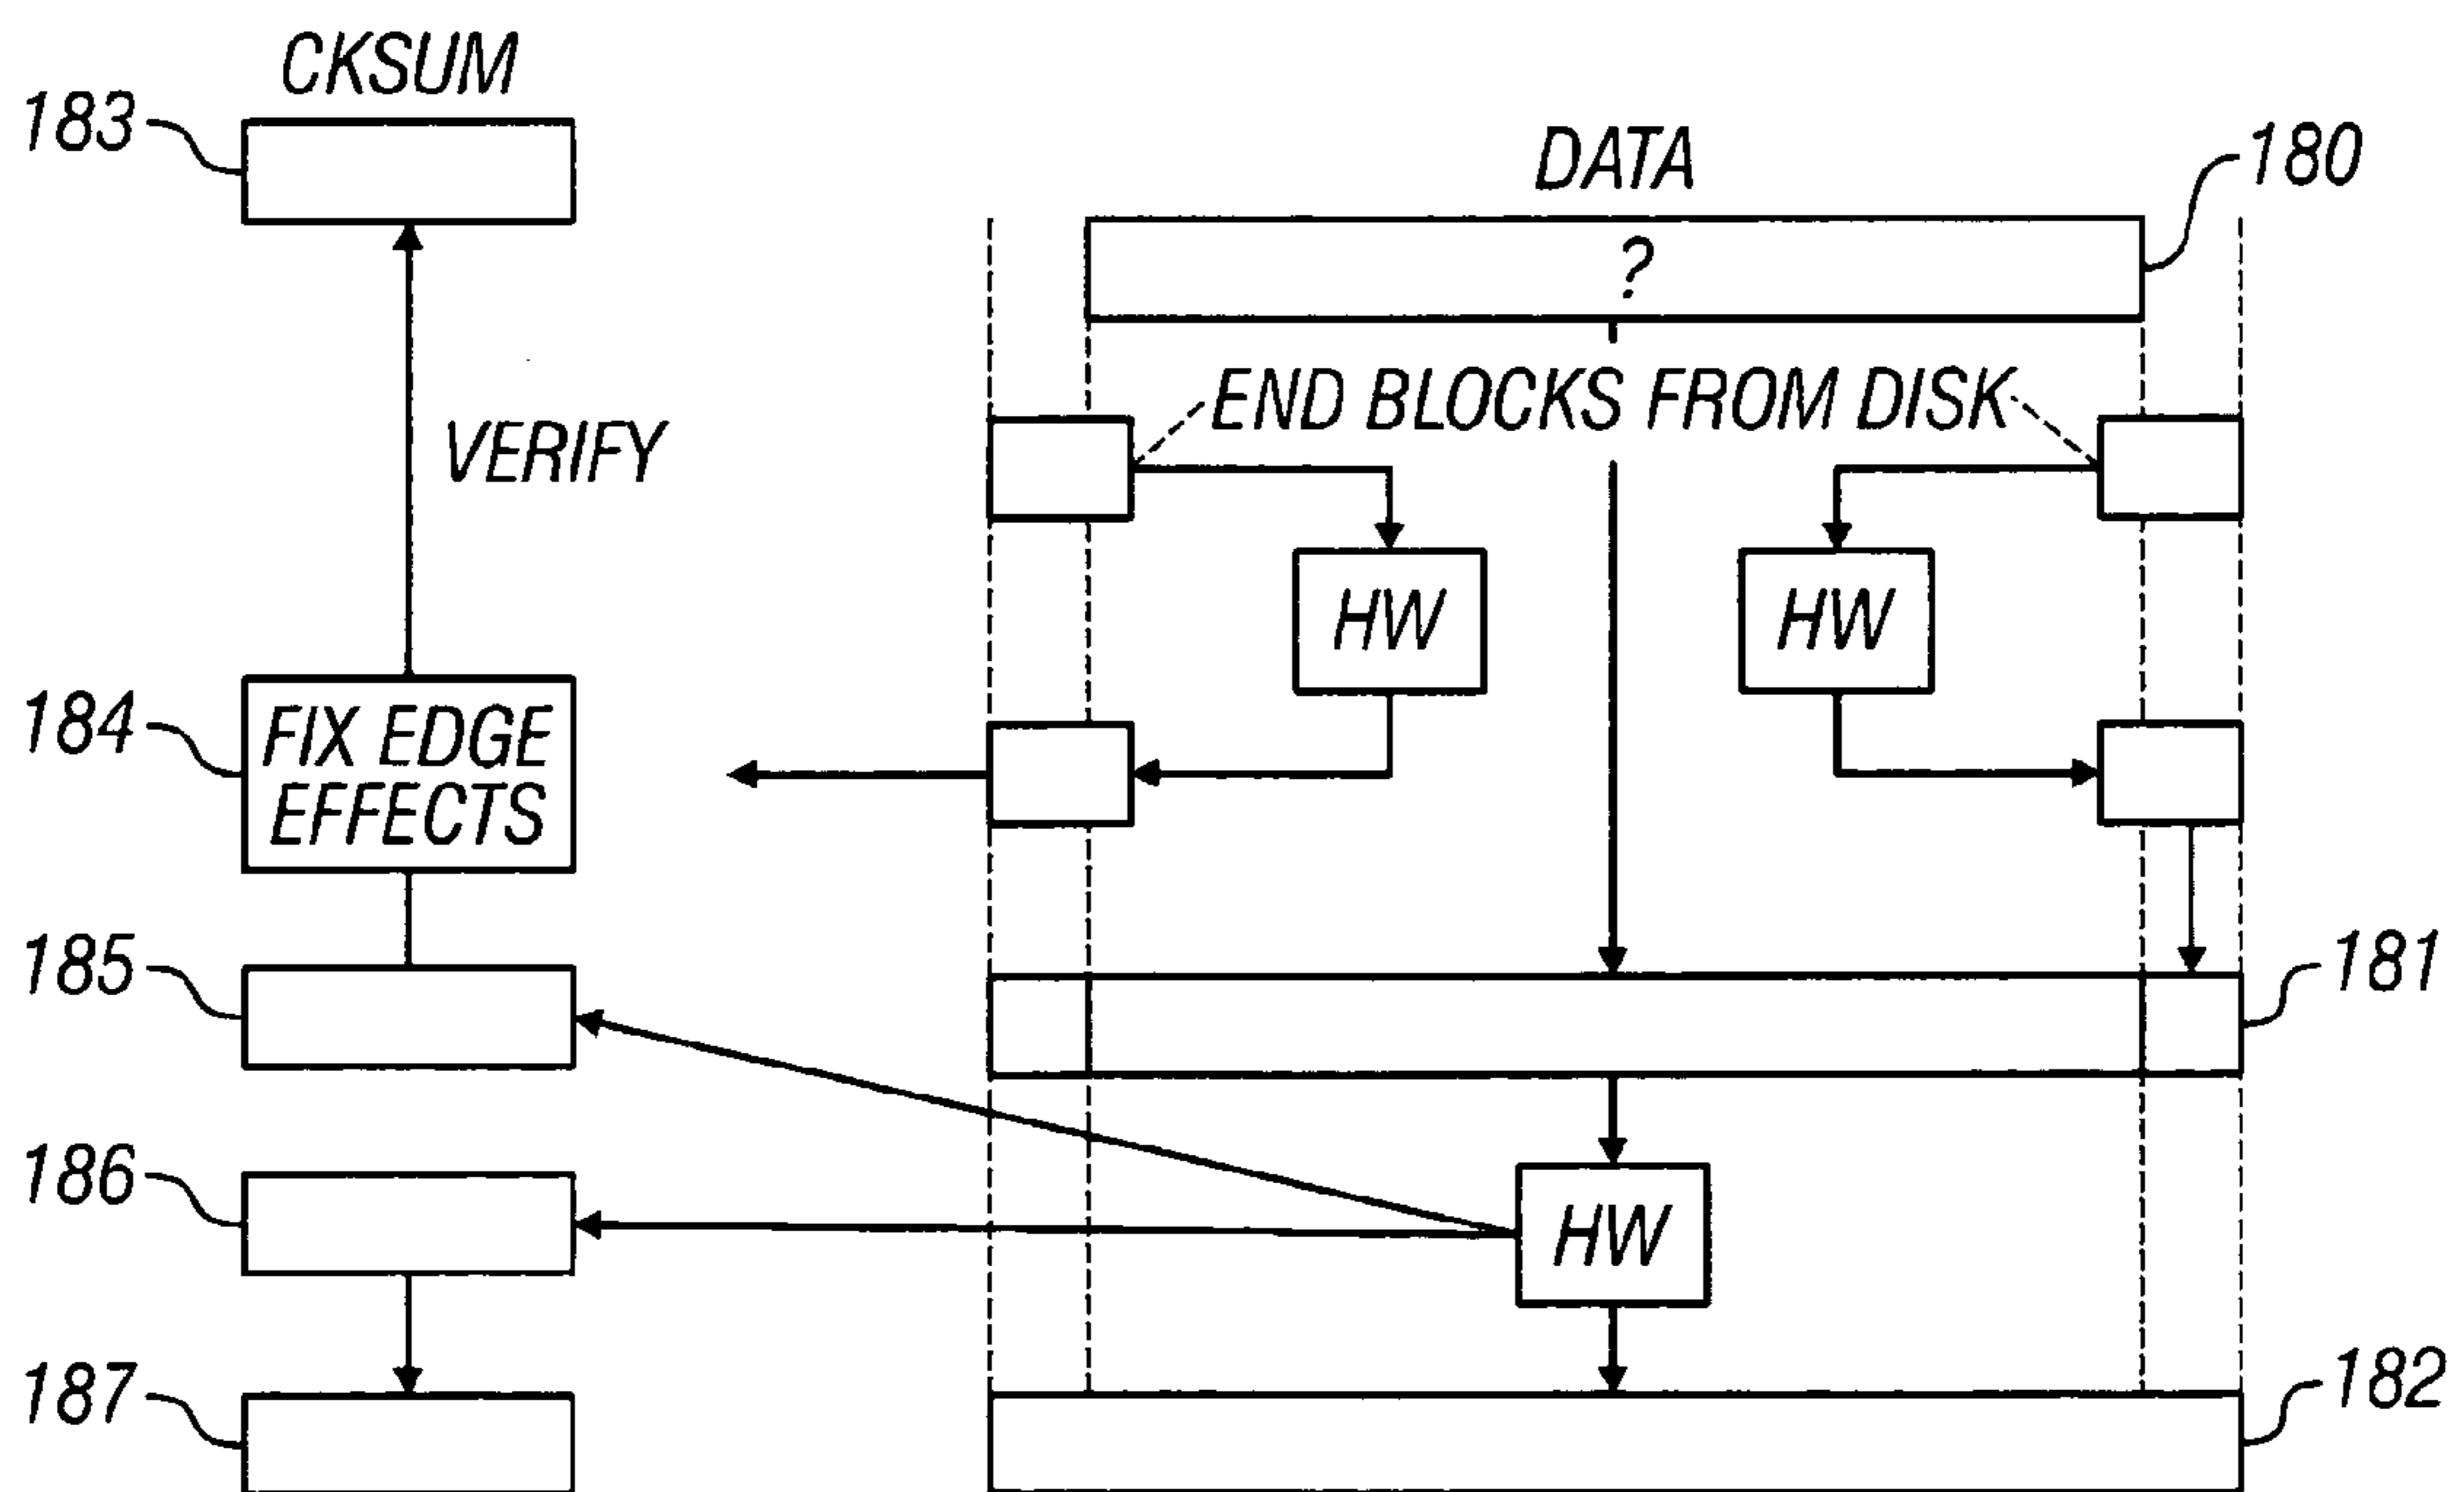 CKSUM
183
DATA
180
?
END BLOCKS FROM DISK
VERIFY
HW
HW
184
FIX EDGE
EFFECTS
185
181
186
HW
187
182